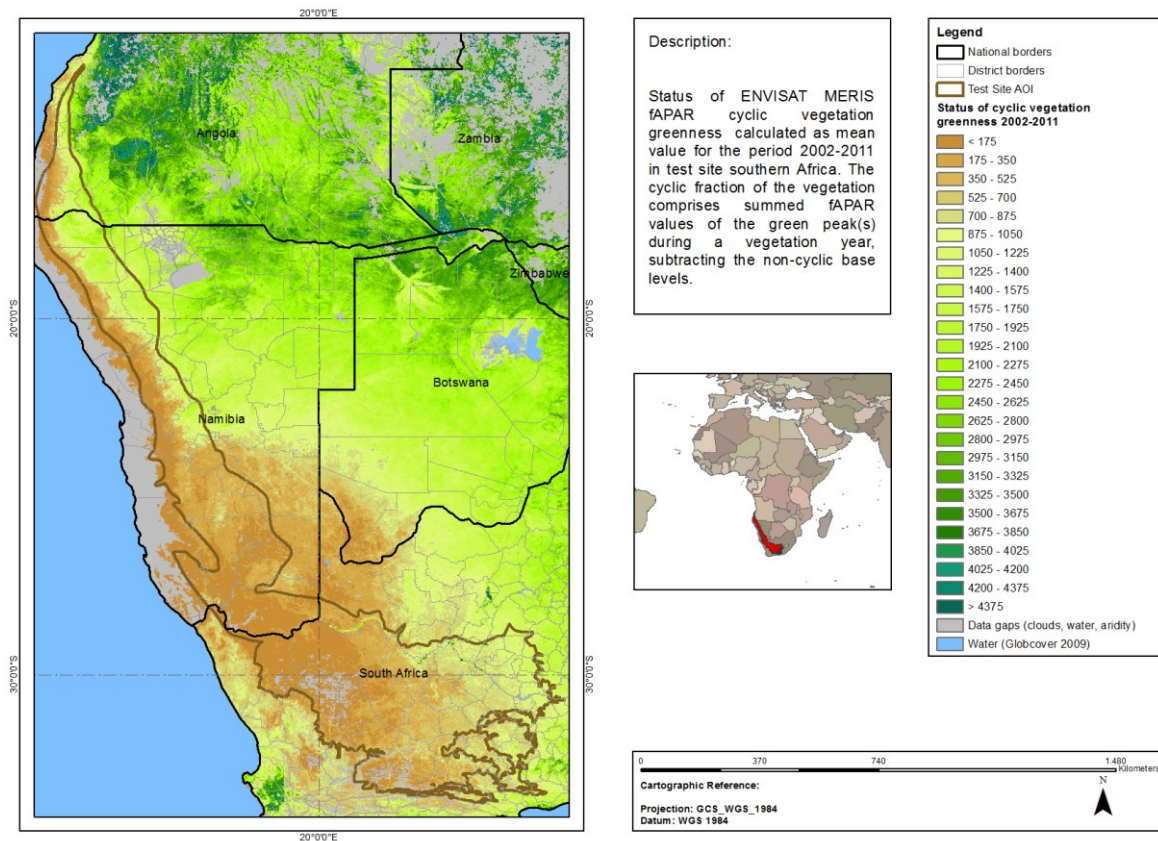 20°0'0"E
Angola
Zambia
Zimbabwe
20°0'0"S
20°0'0"S
Botswana
Namibia
30°0'0"S
30°0'0"S
South Africa
20°0'0"E
Description:
Status of ENVISAT MERIS
fAPAR cyclic vegetation
greenness calculated as mean
value for the period 2002-2011
in test site southern Africa. The
cyclic fraction of the vegetation
comprises summed fAPAR
values of the green peak(s)
during a vegetation year,
subtracting the non-cyclic base
levels.
Legend
National borders
District borders
Test Site AOI
Status of cyclic vegetation
greenness 2002-2011
< 175
175 - 350
350 - 525
525 - 700
700 - 875
875 - 1050
1050 - 1225
1225 - 1400
1400 - 1575
1575 - 1750
1750 - 1925
1925 - 2100
2100 - 2275
2275 - 2450
2450 - 2625
2625 - 2800
2800 - 2975
2975 - 3150
3150 - 3325
3325 - 3500
3500 - 3675
3675 - 3850
3850 - 4025
4025 - 4200
4200 - 4375
> 4375
Data gaps (clouds, water, aridity)
Water (Globcover 2009)
0 370 740 1.480
Kilometers
Cartographic Reference:
N
Projection: GCS_WGS_1984
Datum: WGS 1984